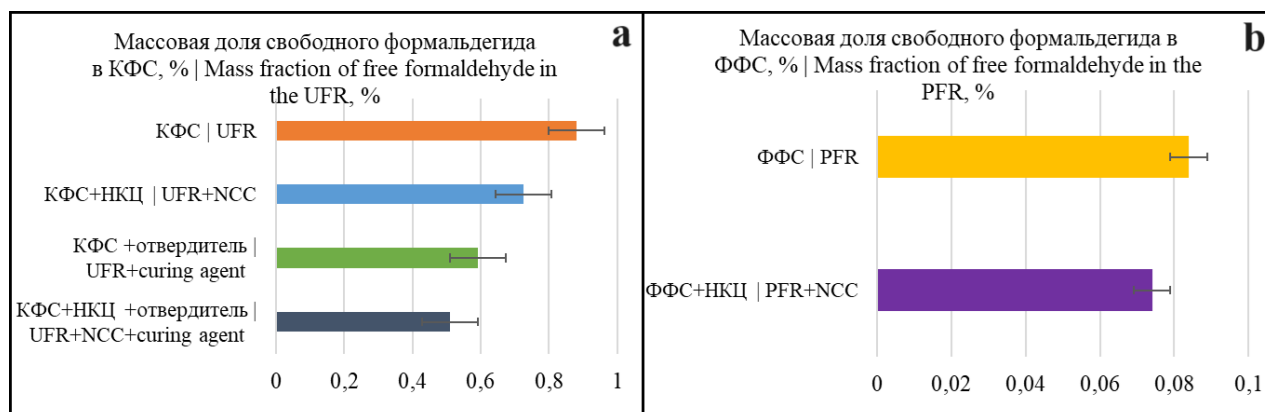 a
Массовая доля свободного формальдегида
в КФС, % | Mass fraction of free formaldehyde in
the UFR, %
КФС | UFR
КФС+НКЦ | UFR+NCC
КФС +отвердитель |
UFR+curing agent
КФС+НКЦ +отвердитель |
UFR+NCC+curing agent
0 0,2 0,4 0,6 0,8 1
b
Массовая доля свободного формальдегида в
ФФС, % | Mass fraction of free formaldehyde in the
PFR, %
ФФС | PFR
ФФС+НКЦ | PFR+NCC
0 0,02 0,04 0,06 0,08 0,1